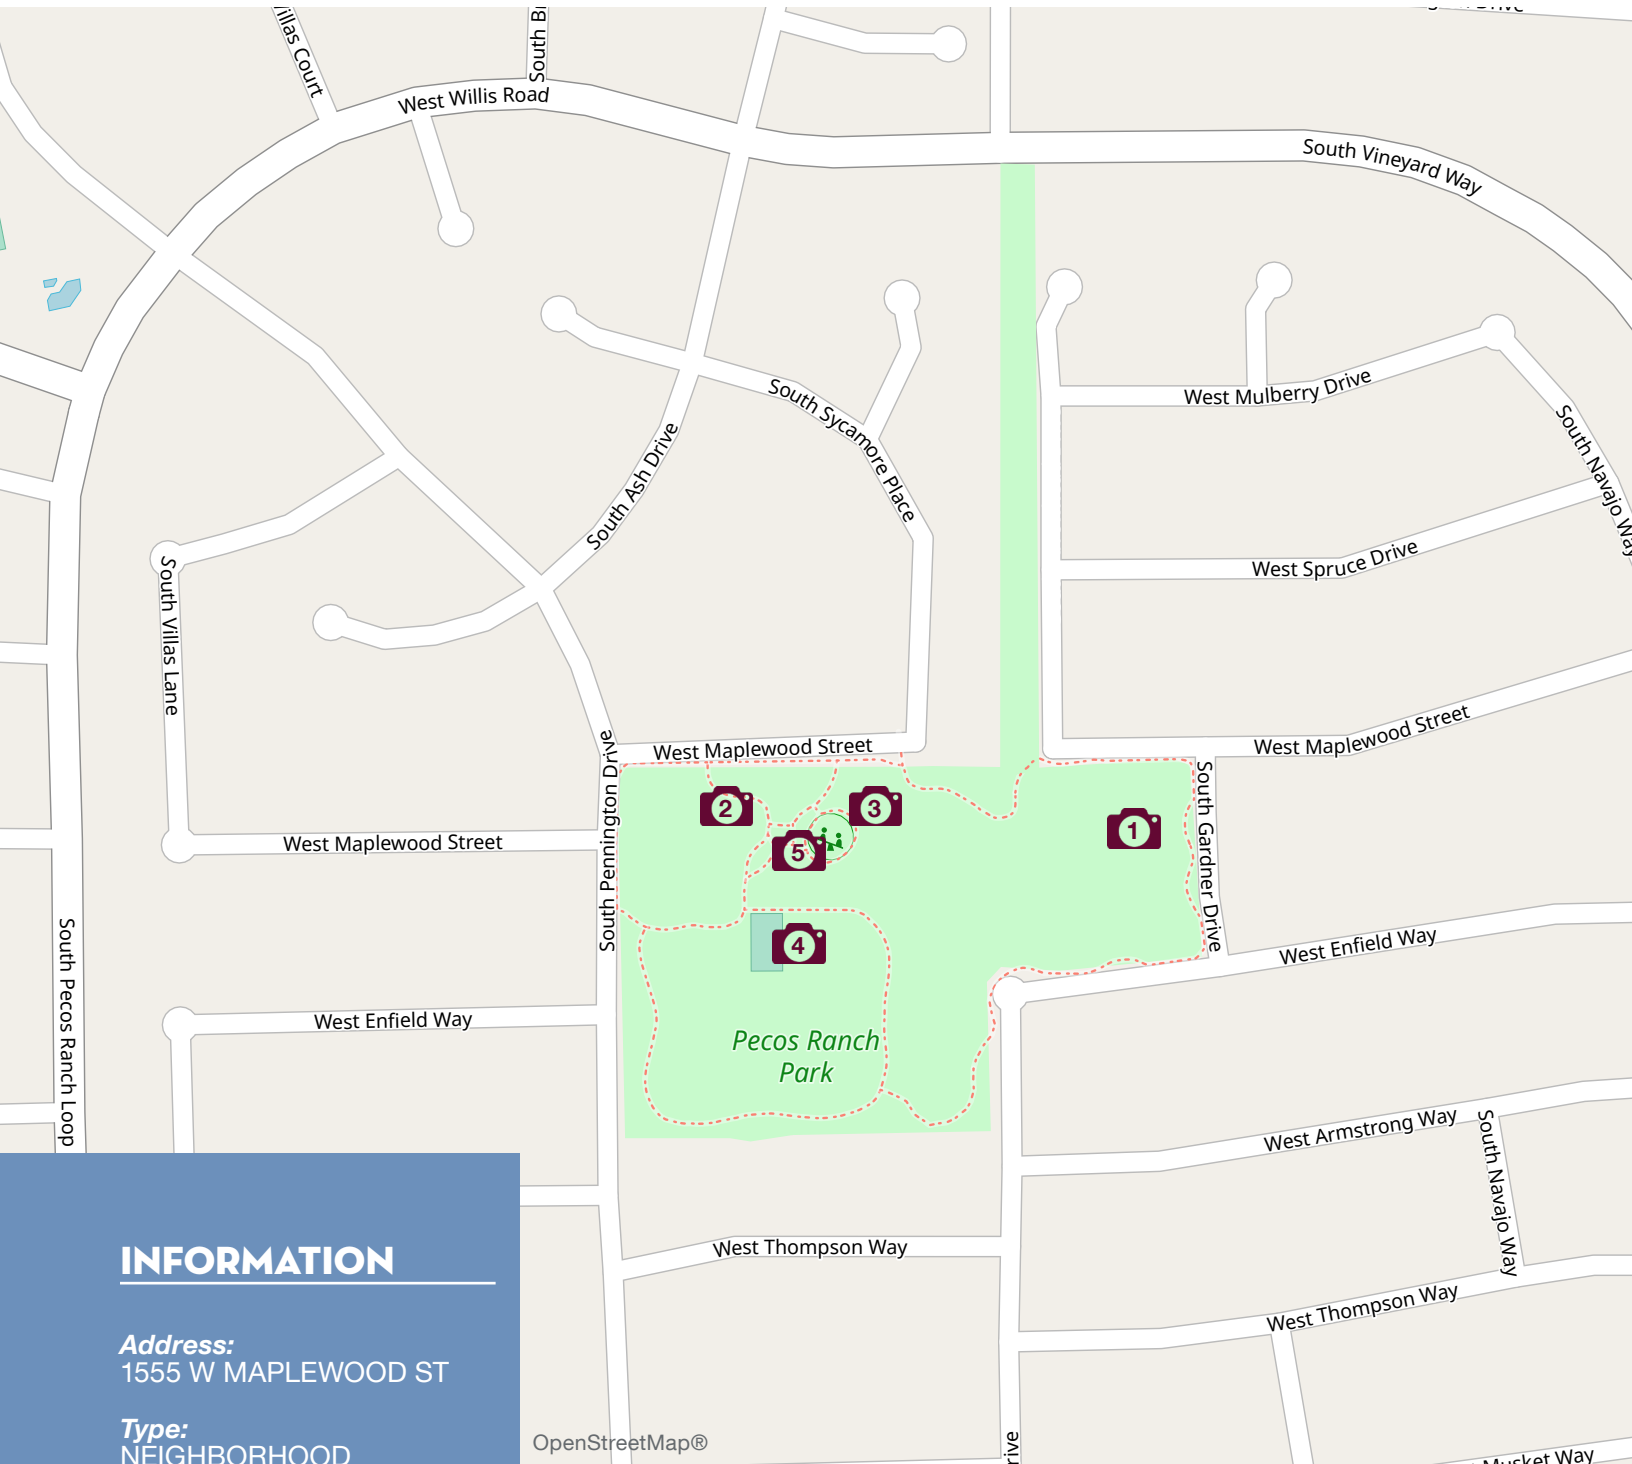 South Vineyard Way
West Willis Road
South Ash Drive
South Sycamore Place
West Mulberry Drive
South Navajo Way
West Spruce Drive
South Villas Lane
West Maplewood Street
West Maplewood Street
South Pennington Drive
South Gardner Drive
2
3
1
5
4
West Maplewood Street
South Pecos Ranch Loop
West Enfield Way
West Enfield Way
Pecos Ranch
Park
West Armstrong Way
South Navajo Way
West Thompson Way
West Thompson Way
INFORMATION
Address:
1555 W MAPLEWOOD ST
Type:
NEIGHBORHOOD
OpenStreetMap®
Musket Way